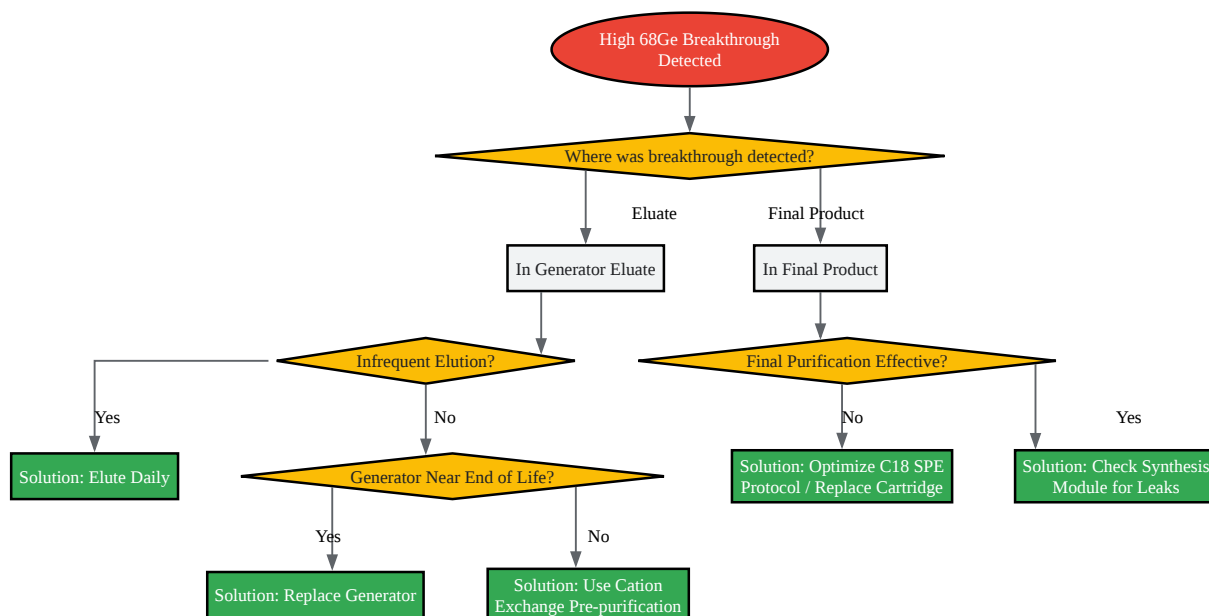 High 68Ge Breakthrough
Detected
Where was breakthrough detected?
Eluate
Final Product
In Generator Eluate
In Final Product
Infrequent Elution?
Final Purification Effective?
Yes
No
No
Yes
Solution: Elute Daily
Generator Near End of Life?
Solution: Optimize C18 SPE
Protocol / Replace Cartridge
Solution: Check Synthesis
Module for Leaks
Yes
No
Solution: Replace Generator
Solution: Use Cation
Exchange Pre-purification